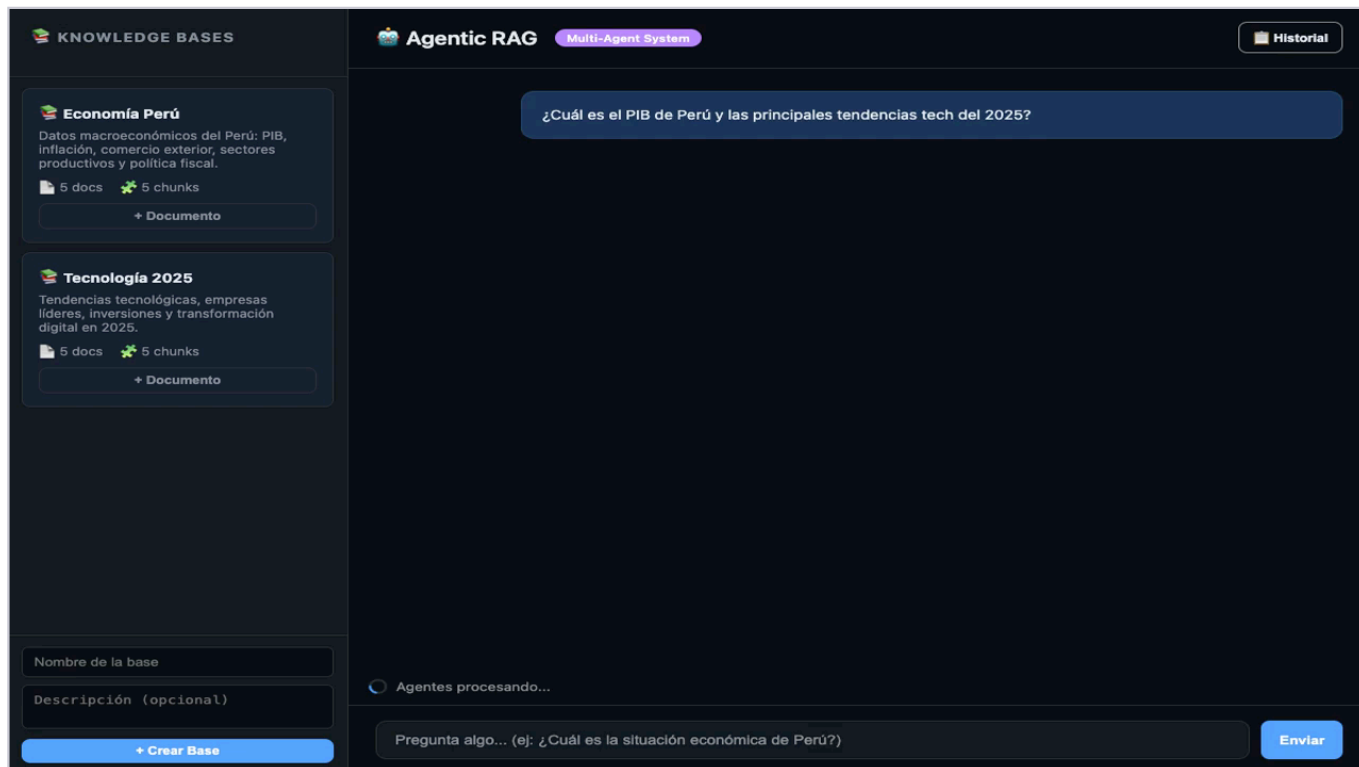 KNOWLEDGE BASES
Economía Perú
Datos macroeconómicos del Perú: PIB,
inflación, comercio exterior, sectores
productivos y política fiscal.
5 docs 5 chunks
+ Documento
Tecnología 2025
Tendencias tecnológicas, empresas
líderes, inversiones y transformación
digital en 2025.
5 docs 5 chunks
+ Documento
Nombre de la base
Descripción (opcional)
+ Crear Base
Agentic RAG Multi-Agent System Historial
¿Cuál es el PIB de Perú y las principales tendencias tech del 2025?
Agentes procesando...
Pregunta algo... (ej: ¿Cuál es la situación económica de Perú?) Enviar